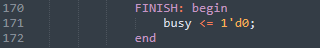 170 FINISH: begin
171 busy <= 1'd0;
172 end